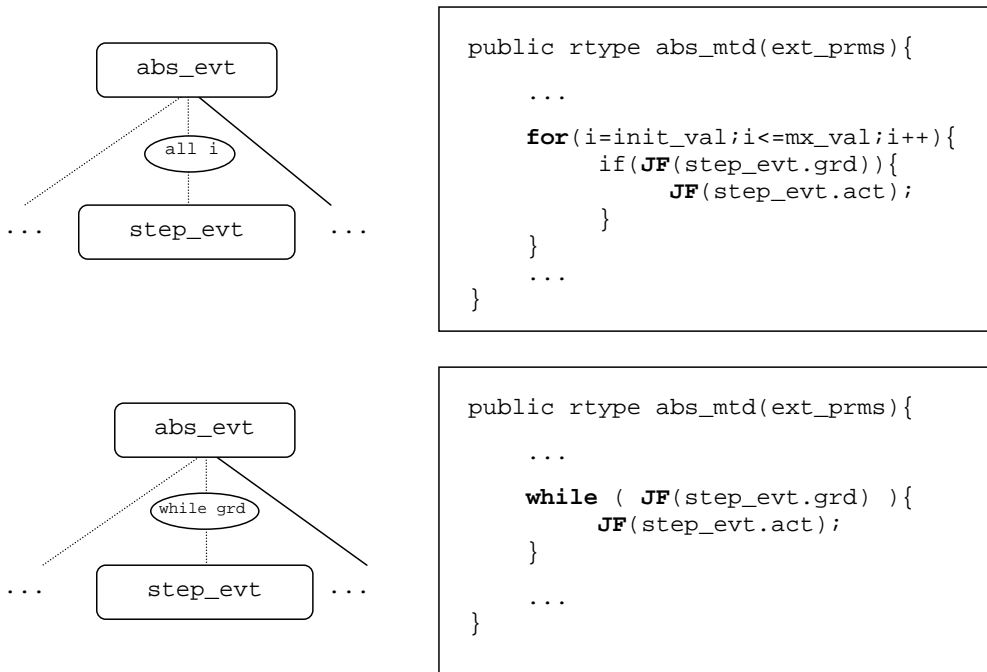 abs_evt
all i
... step_evt ...
public rtype abs_mtd(ext_prms){
...
for(i=init_val;i<=mx_val;i++){
if(JF(step_evt.grd)){
JF(step_evt.act);
}
}
...
}
abs_evt
while grd
... step_evt ...
public rtype abs_mtd(ext_prms){
...
while ( JF(step_evt.grd) ){
JF(step_evt.act);
}
...
}